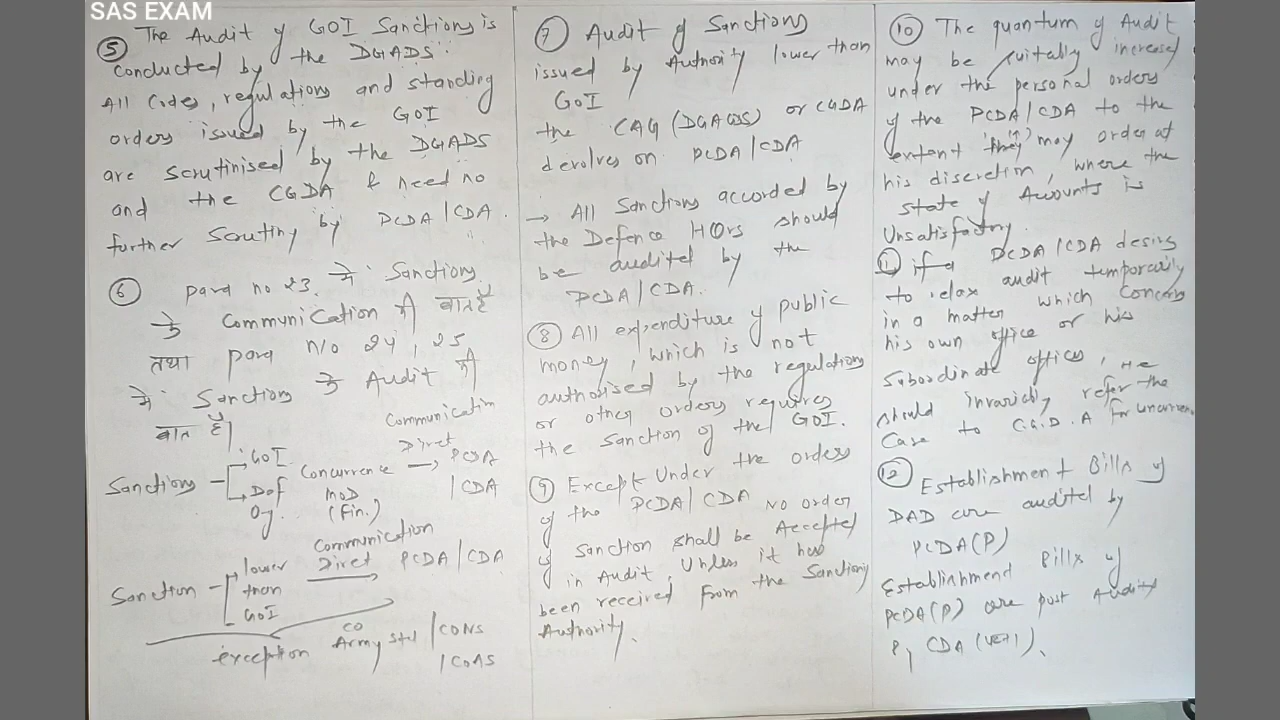 SAS EXAM
⑤ The Audit of GOI Sanctions is
conducted by the DGADS
All Codes, regulations and standing
orders issued by the GOI
are scrutinised by the DGADS
and the CGDA & need no
further scrutiny by PCDA/CDA.
⑥ para no 23. में Sanctions
के Communication की बात है
तथा para n/o 24, 25
में Sanctions के Audit की
बात है।
Communication
Direct
Sanctions GOI Concurrence → PCDA
Def MOD /CDA
(Fin.)
Communication
Sanction lower Direct PCDA/CDA
than
GOI
exception CO
Army Std /CONS
/COAS
⑦ Audit of Sanctions
issued by Authority lower than
GOI
the CAG (DGADS) or CGDA
devolves on PCDA/CDA
→ All Sanctions accorded by
the Defence HQrs should
be audited by the
PCDA/CDA.
⑧ All expenditure of public
money, which is not
authorised by the regulations
or other orders requires
the sanction of the GOI.
⑨ Except Under the orders
of the PCDA/CDA NO order
of sanction shall be Accepted
in Audit, Unless it has
been received from the Sanctioning
Authority.
⑩ The quantum of Audit
may be suitably increased
under the personal orders
of the PCDA/CDA to the
extent they may order at
his discretion, where the
state of Accounts is
Unsatisfactory.
⑪ if a PCDA/CDA desires
to relax audit temporarily
in a matter which concerns
his own office or his
Subordinate offices, He
should invariably refer the
Case to C.G.D.A for
⑫ Establishment Bills of
DAD are audited by
PCDA(P)
Establishment Bills of
PCDA(P) are post Audited
CDA